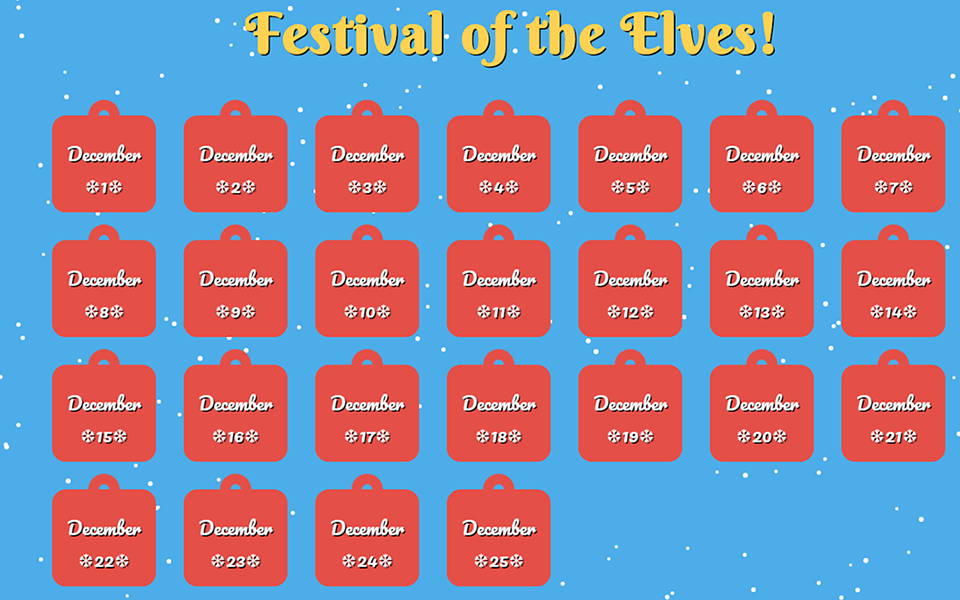 Festival of the Elves!
December December December December December December December
❄1❄ ❄2❄ ❄3❄ ❄4❄ ❄5❄ ❄6❄ ❄7❄
December December December December December December December
❄8❄ ❄9❄ ❄10❄ ❄11❄ ❄12❄ ❄13❄ ❄14❄
December December December December December December December
❄15❄ ❄16❄ ❄17❄ ❄18❄ ❄19❄ ❄20❄ ❄21❄
December December December December
❄22❄ ❄23❄ ❄24❄ ❄25❄